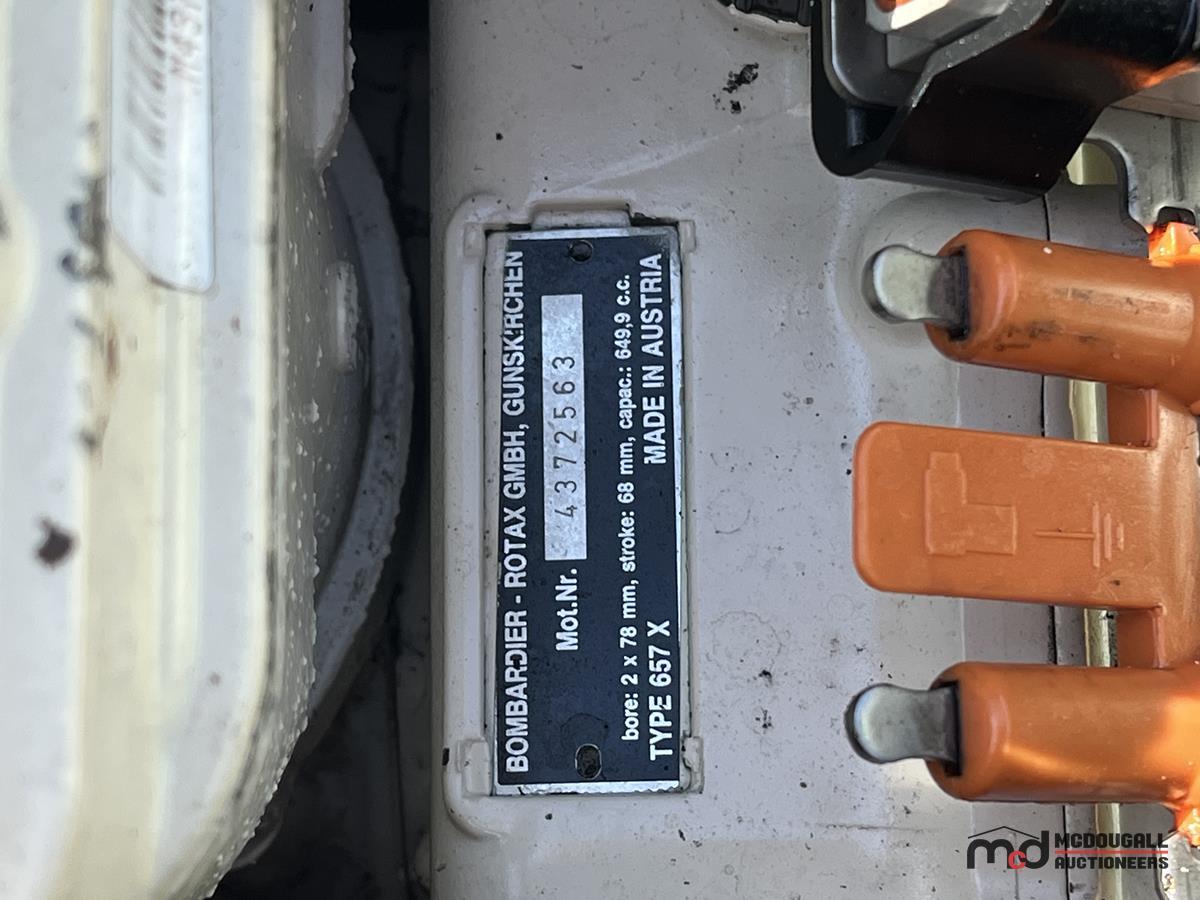 BOMBARDIER - ROTAX GMBH, GUNSKIRCHEN
Mot.Nr. 4372563
bore: 2 x 78 mm, stroke: 68 mm, capac.: 649,9 c.c.
TYPE 657 X MADE IN AUSTRIA
mcd MCDOUGALL
AUCTIONEERS